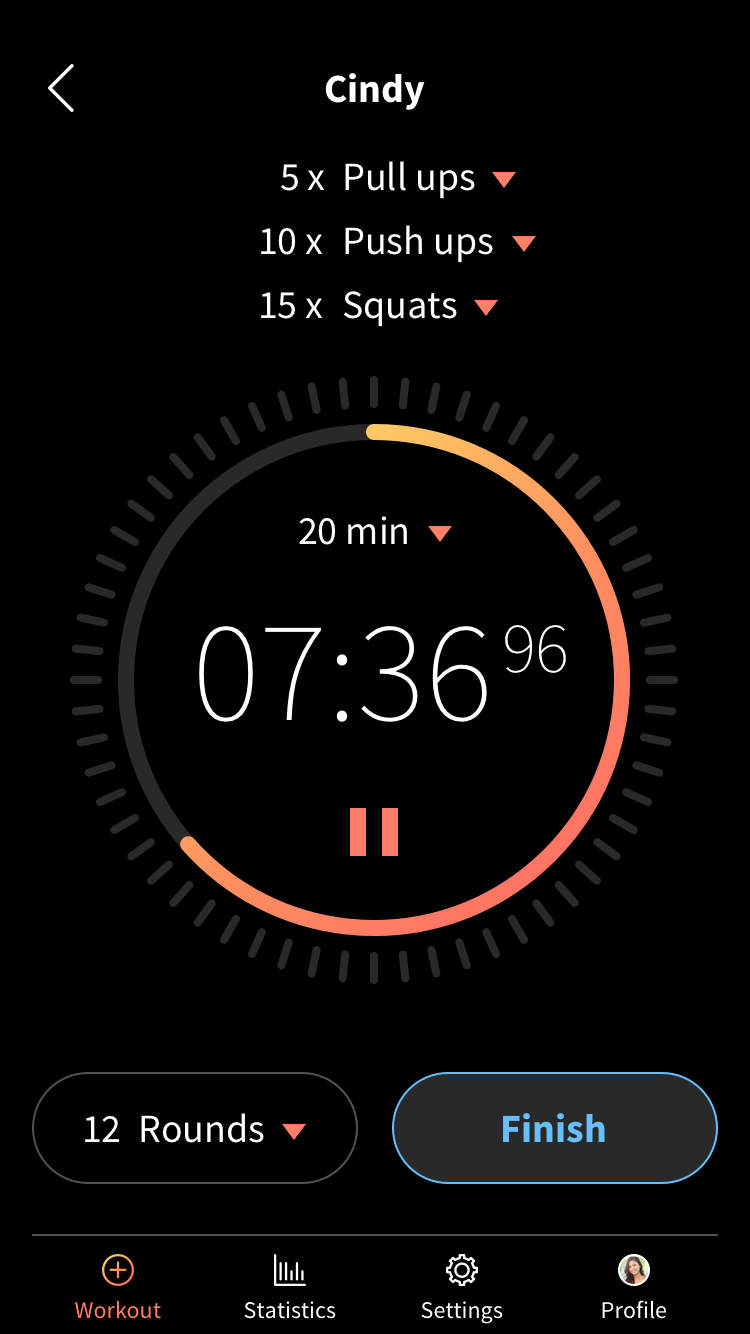 Cindy
5 x Pull ups
10 x Push ups
15 x Squats
20 min
07:36 96
12 Rounds
Finish
Workout Statistics Settings Profile